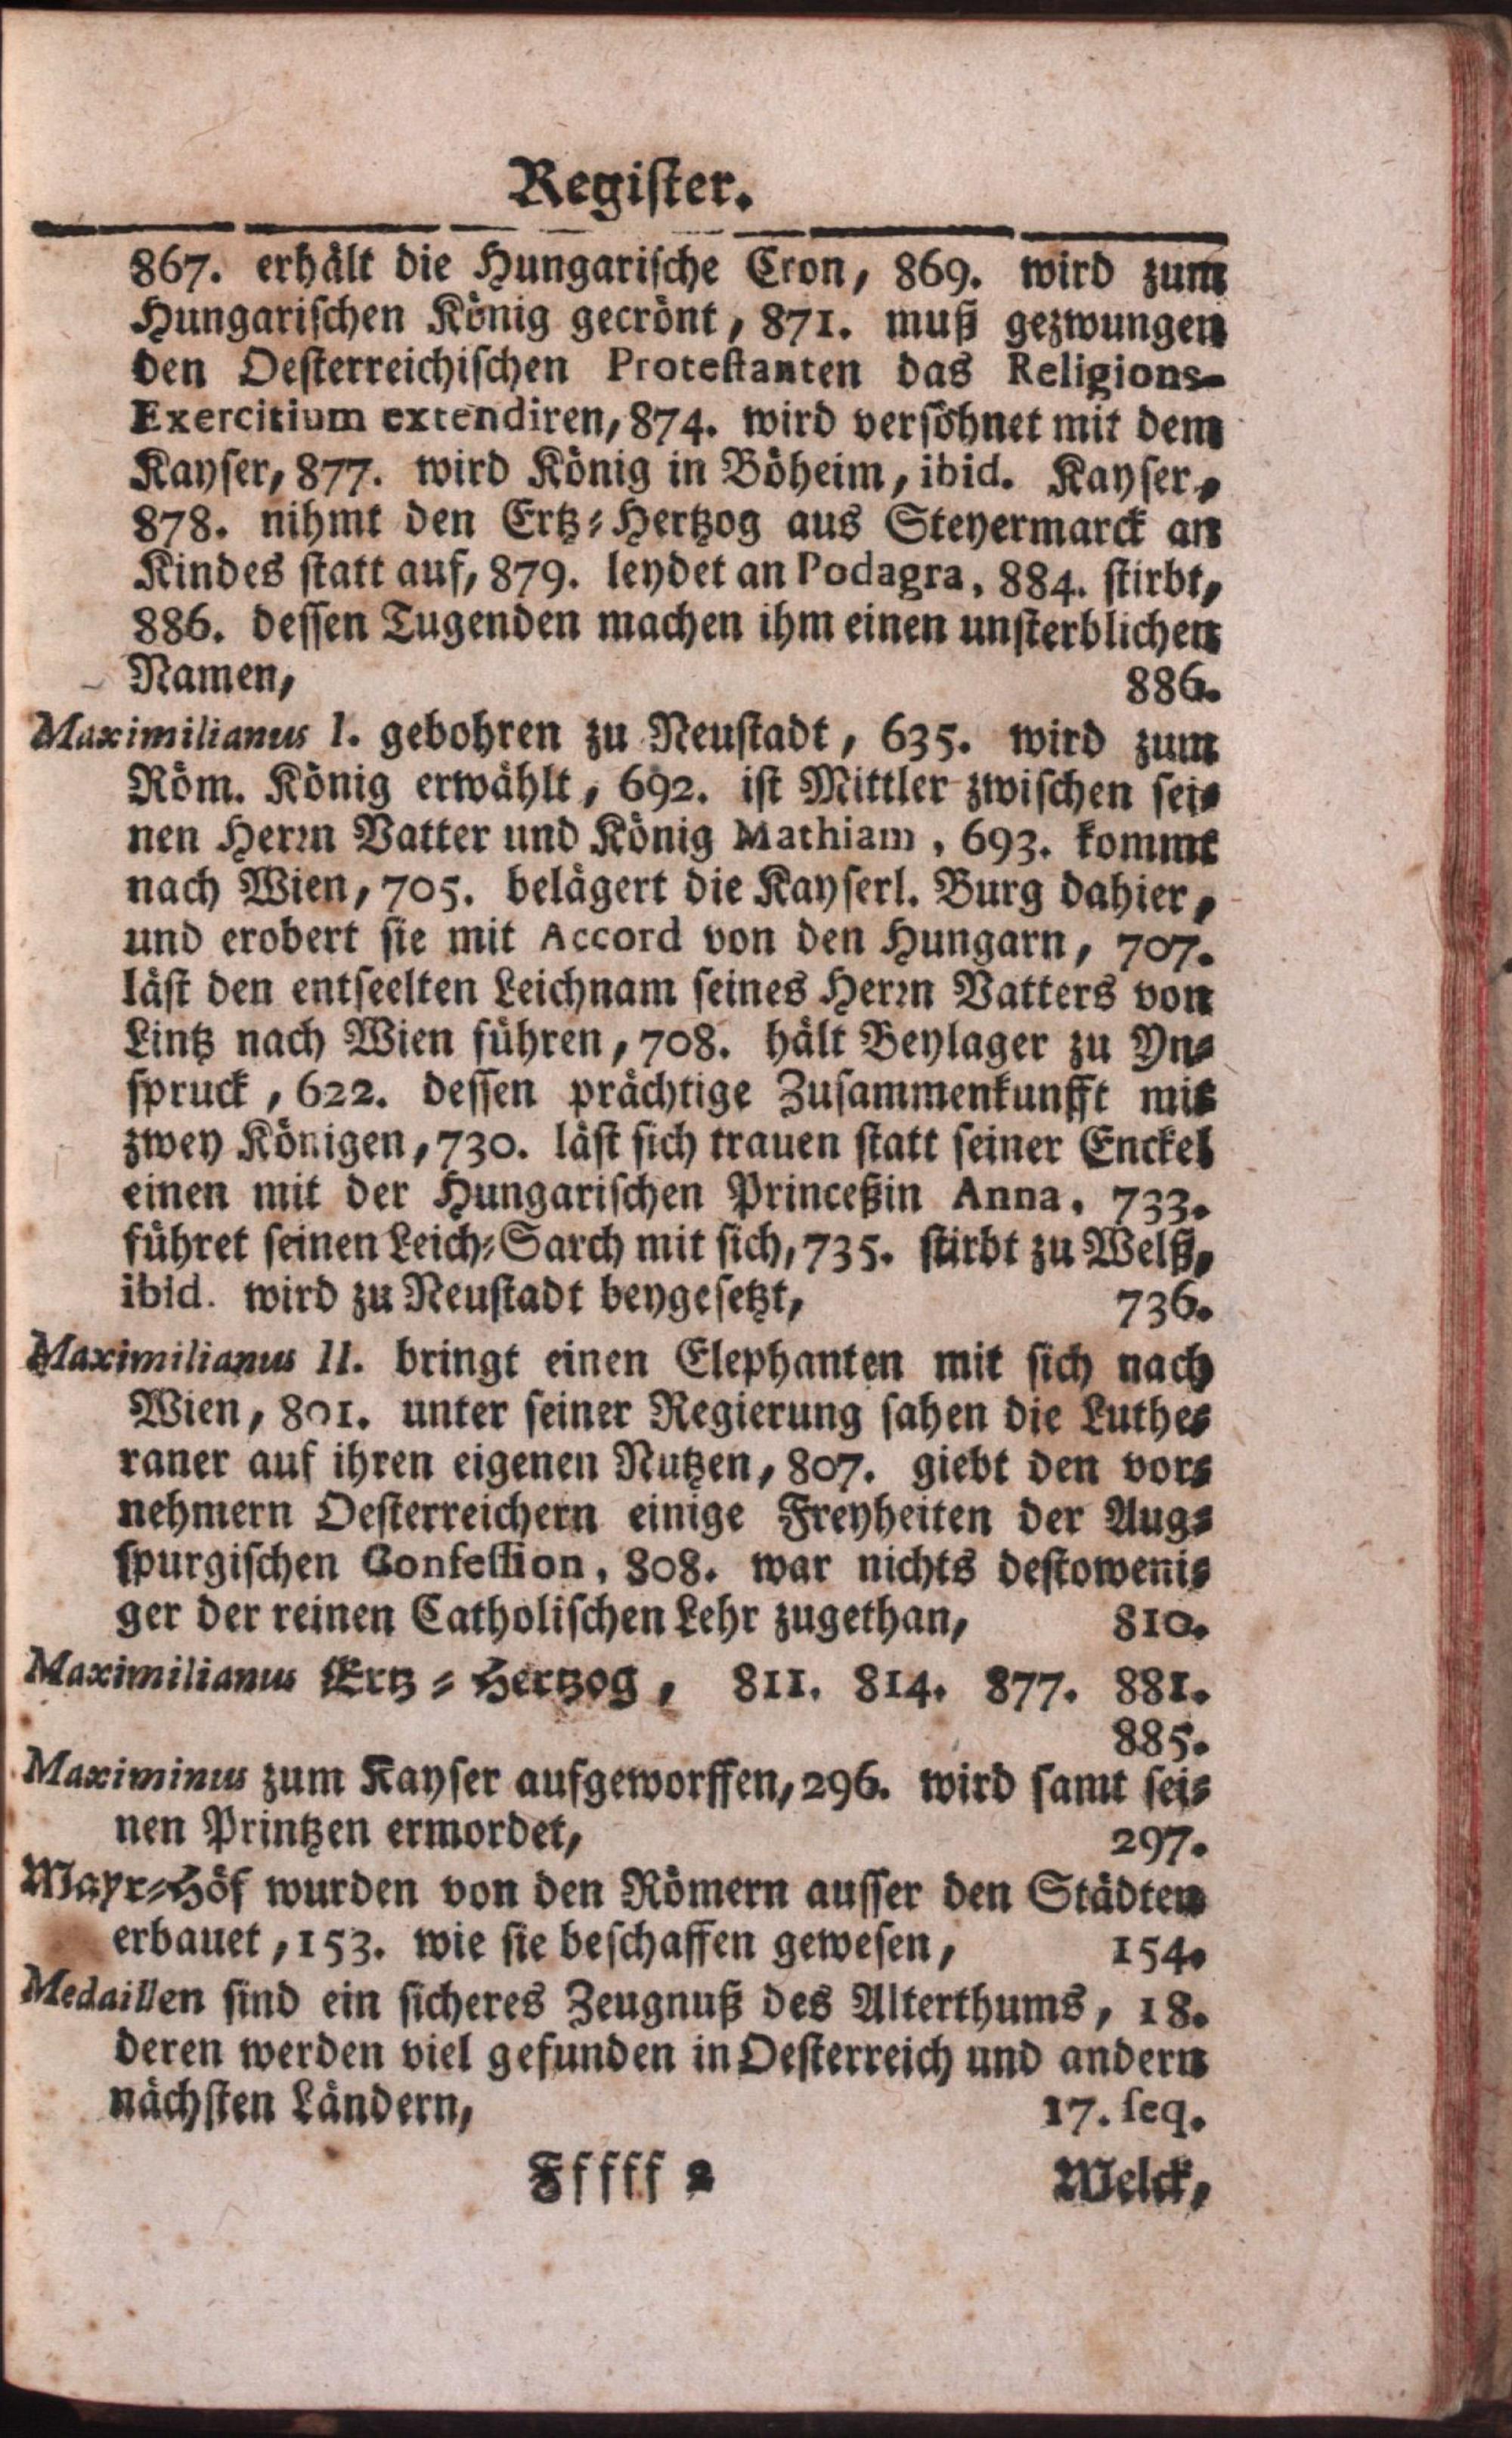 Register.
867. erhält die Hungarische Cron, 869. wird zum
Hungarischen König gecrönt, 871. muß gezwungen
den Oesterreichischen Protestanten das Religions-
Exercitium extendiren, 874. wird versöhnet mit dem
Kayser, 877. wird König in Böheim, ibid. Kayser,
878. nihmt den Ertz-Hertzog aus Steyermarck an
Kindes statt auf, 879. leydet an Podagra, 884. stirbt,
886. dessen Tugenden machen ihm einen unsterblichen
Namen, 886.
Maximilianus I. gebohren zu Neustadt, 635. wird zum
Röm. König erwählt, 692. ist Mittler zwischen sei-
nen Herrn Vatter und König Mathiam, 693. kommt
nach Wien, 705. belägert die Kayserl. Burg dahier,
und erobert sie mit Accord von den Hungarn, 707.
läst den entseelten Leichnam seines Herrn Vatters von
Lintz nach Wien führen, 708. hält Beylager zu Yn-
spruck, 622. dessen prächtige Zusammenkunfft mit
zwey Königen, 730. läst sich trauen statt seiner Enckel
einen mit der Hungarischen Princeßin Anna, 733.
führet seinen Leich-Sarch mit sich, 735. stirbt zu Welß,
ibid. wird zu Neustadt beygesetzt, 736.
Maximilianus II. bringt einen Elephanten mit sich nach
Wien, 801. unter seiner Regierung sahen die Luthe-
raner auf ihren eigenen Nutzen, 807. giebt den vor-
nehmern Oesterreichern einige Freyheiten der Aug-
spurgischen Confession, 808. war nichts destoweni-
ger der reinen Catholischen Lehr zugethan, 810.
Maximilianus Ertz-Hertzog, 811. 814. 877. 881.
885.
Maximinus zum Kayser aufgeworffen, 296. wird samt sei-
nen Printzen ermordet, 297.
Mayr-Höf wurden von den Römern ausser den Städten
erbauet, 153. wie sie beschaffen gewesen, 154.
Medaillen sind ein sicheres Zeugnuß des Alterthums, 18.
deren werden viel gefunden in Oesterreich und andern
nächsten Ländern, 17. seq.
Fffff 2 Melck,